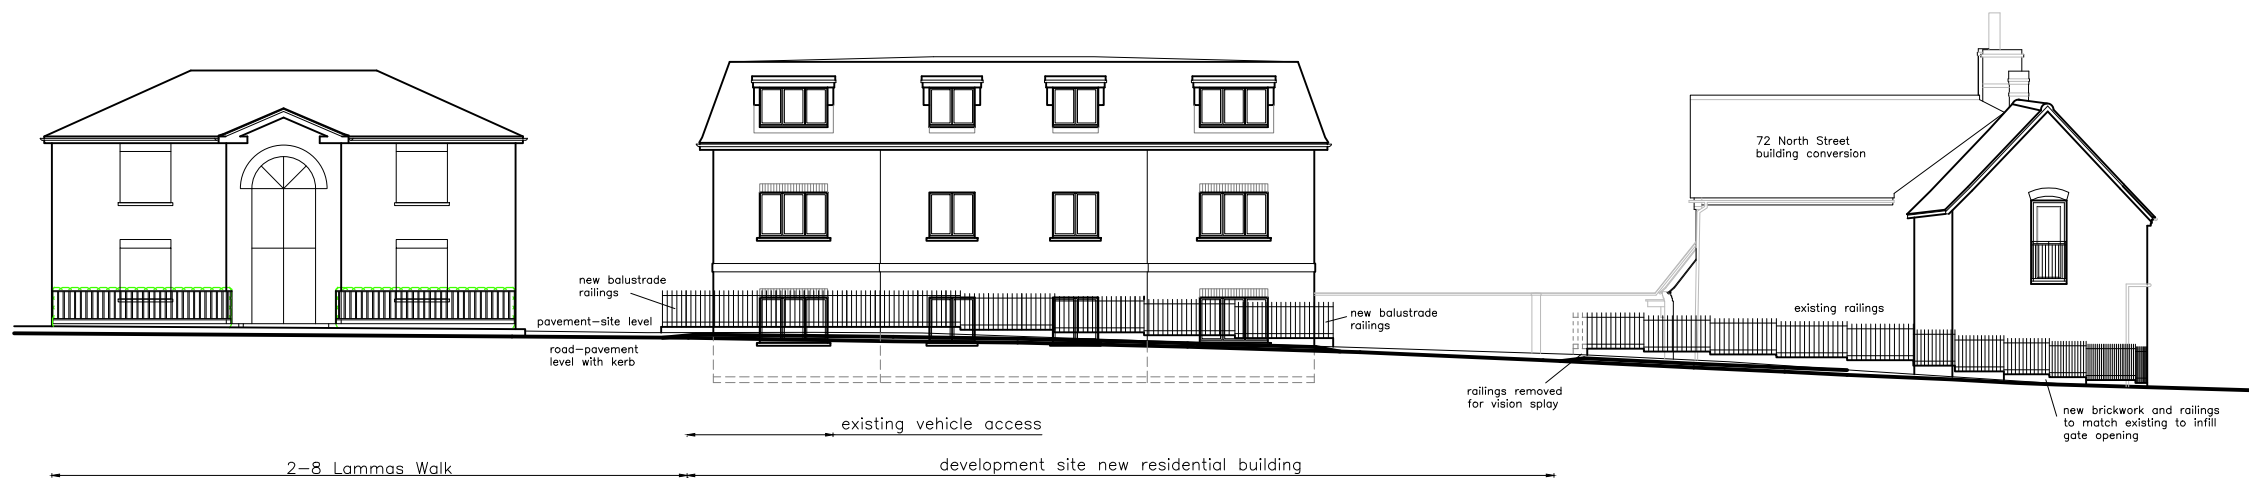 72 North Street
building conversion
new balustrade
railings
pavement-site level
road-pavement
level with kerb
new balustrade
railings
existing railings
railings removed
for vision splay
new brickwork and railings
to match existing to infill
gate opening
existing vehicle access
2-8 Lammas Walk
development site new residential building